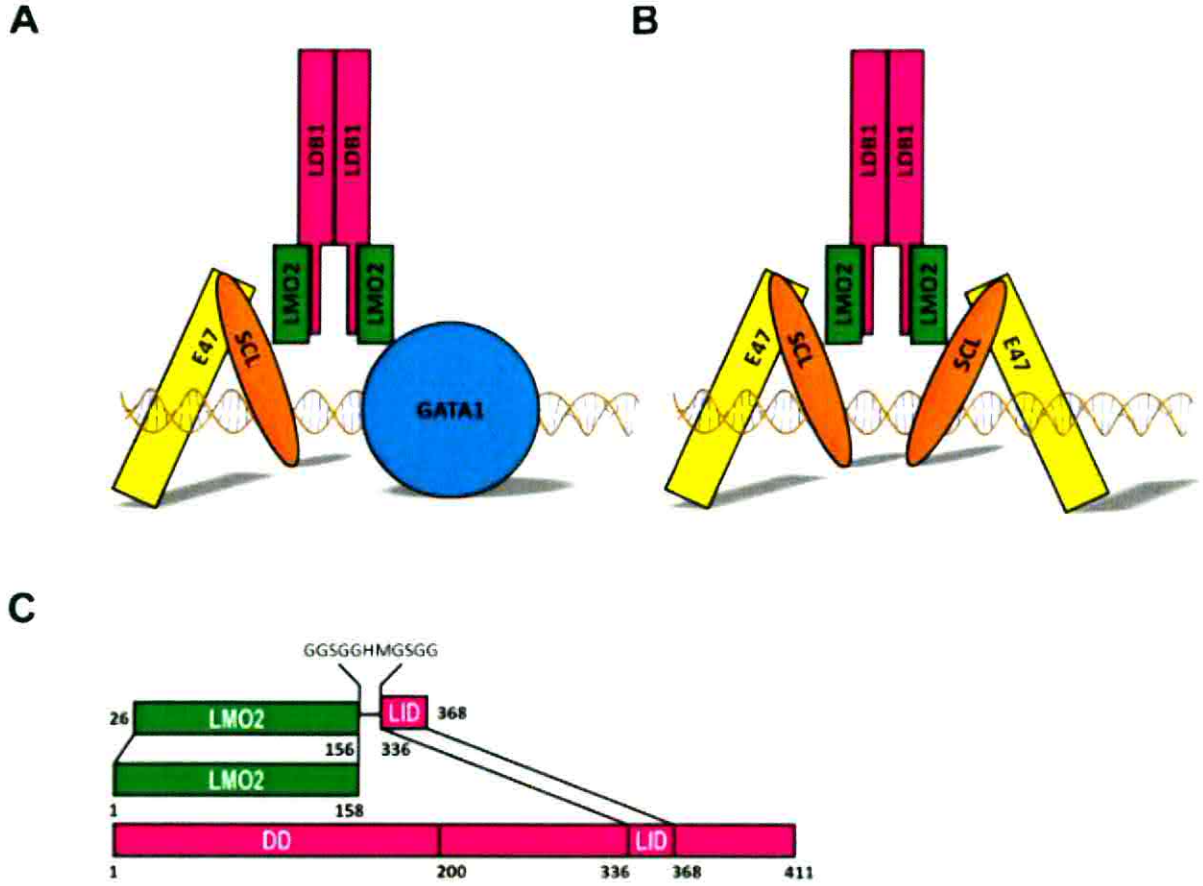 A
B
LDB1 LDB1
LDB1 LDB1
LMO2 LMO2
LMO2 LMO2
E47 SCL
E47 SCL
SCL E47
GATA1
C
GGSGGHMGSGG
26 LMO2 LID 368
156 336
LMO2
1 158
DD LID
1 200 336 368 411